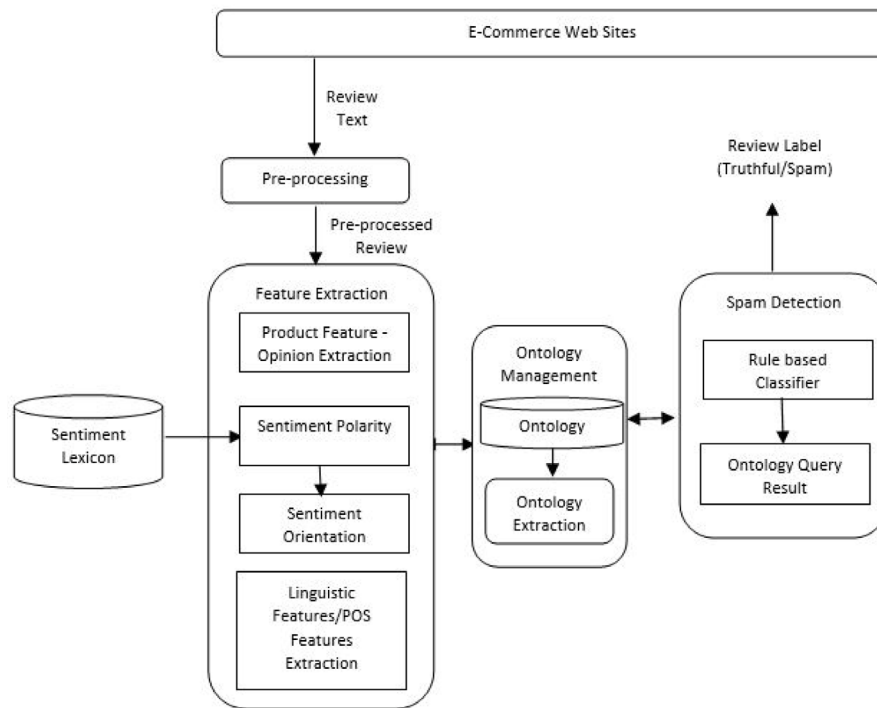 E-Commerce Web Sites
Review
Text
Pre-processing
Pre-processed
Review
Review Label
(Truthful/Spam)
Feature Extraction
Product Feature -
Opinion Extraction
Sentiment
Lexicon
Sentiment Polarity
Sentiment
Orientation
Linguistic
Features/POS
Features
Extraction
Ontology
Management
Ontology
Ontology
Extraction
Spam Detection
Rule based
Classifier
Ontology Query
Result